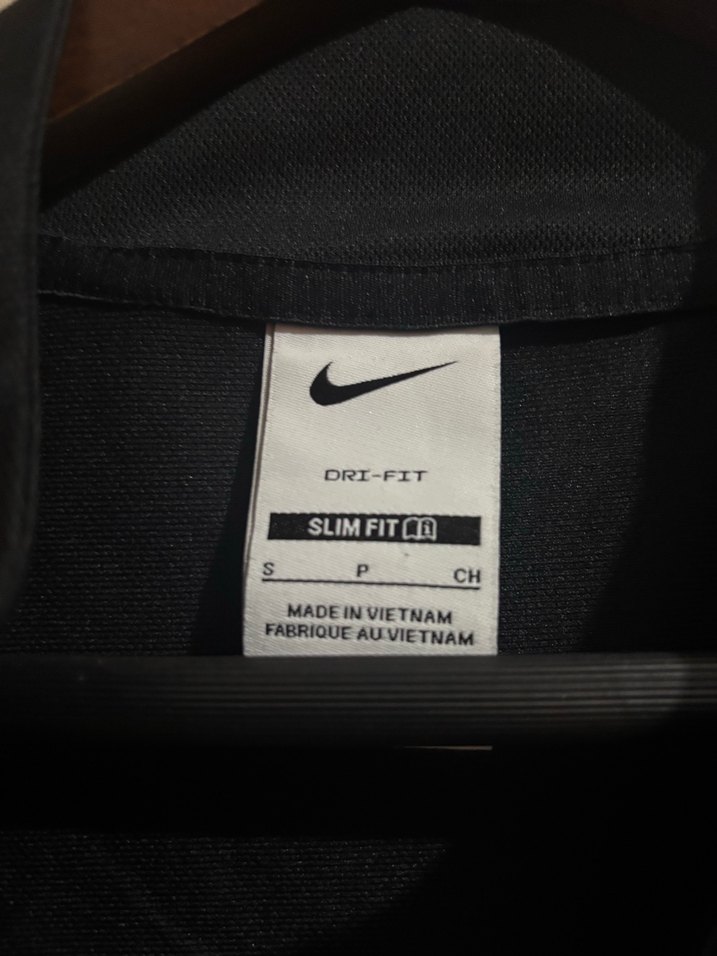 DRI-FIT
SLIM FIT
S P CH
MADE IN VIETNAM
FABRIQUE AU VIETNAM